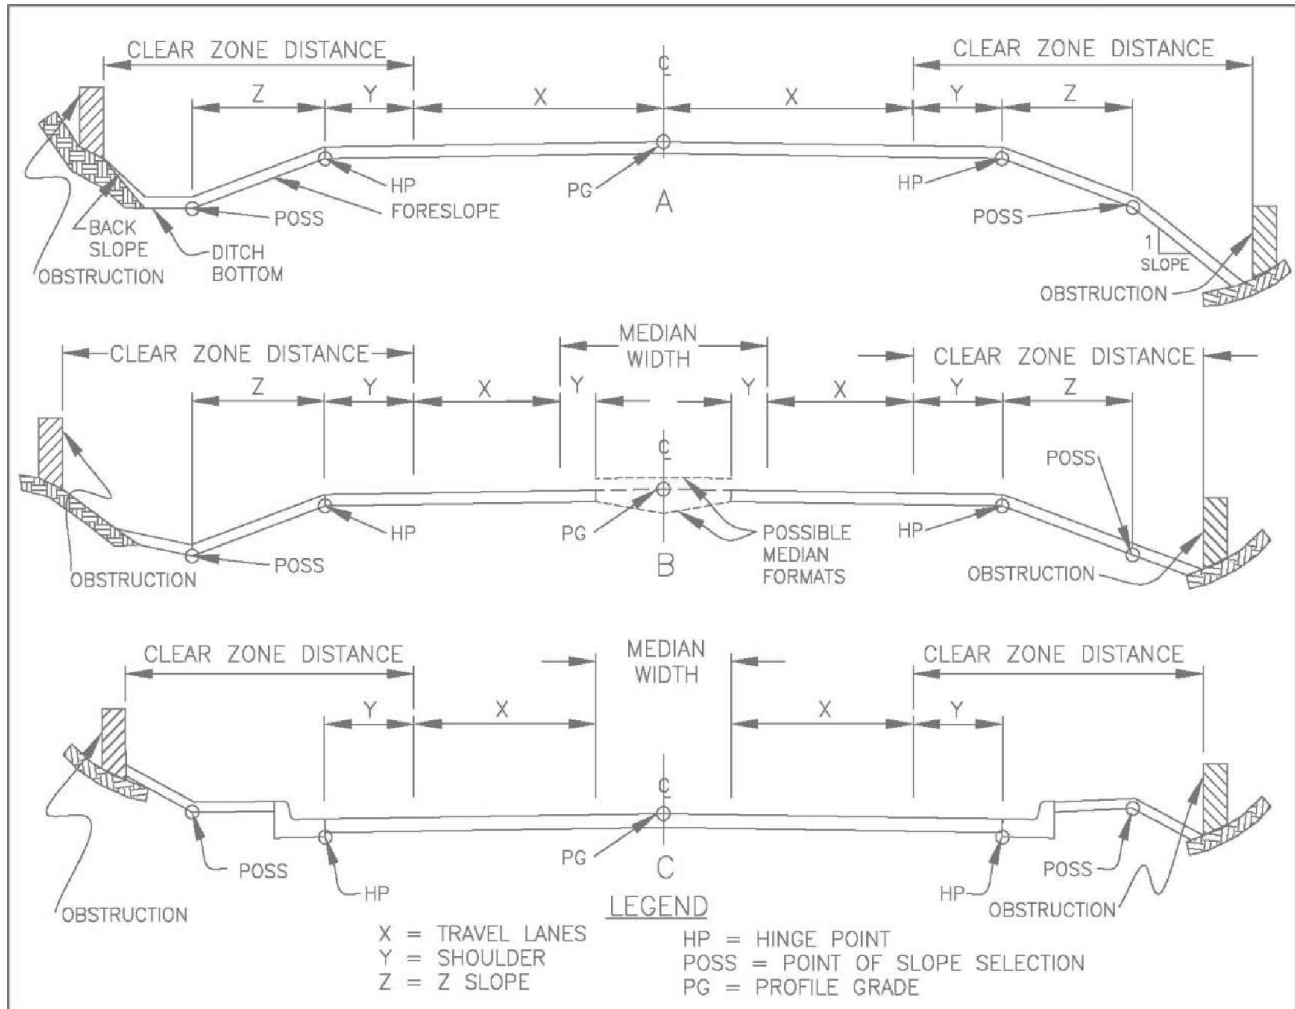 CLEAR ZONE DISTANCE
CLEAR ZONE DISTANCE
℄
Z
Y
X
X
Y
Z
HP
FORESLOPE
POSS
BACK
SLOPE
DITCH
BOTTOM
OBSTRUCTION
PG
A
HP
POSS
1
SLOPE
OBSTRUCTION
MEDIAN
WIDTH
CLEAR ZONE DISTANCE
CLEAR ZONE DISTANCE
Z
Y
X
Y
Y
X
Y
Z
℄
POSS
HP
PG
HP
POSS
OBSTRUCTION
B
POSSIBLE
MEDIAN
FORMATS
OBSTRUCTION
CLEAR ZONE DISTANCE
MEDIAN
WIDTH
CLEAR ZONE DISTANCE
Y
X
X
Y
℄
POSS
HP
PG
C
HP
POSS
OBSTRUCTION
OBSTRUCTION
LEGEND
X = TRAVEL LANES
Y = SHOULDER
Z = Z SLOPE
HP = HINGE POINT
POSS = POINT OF SLOPE SELECTION
PG = PROFILE GRADE